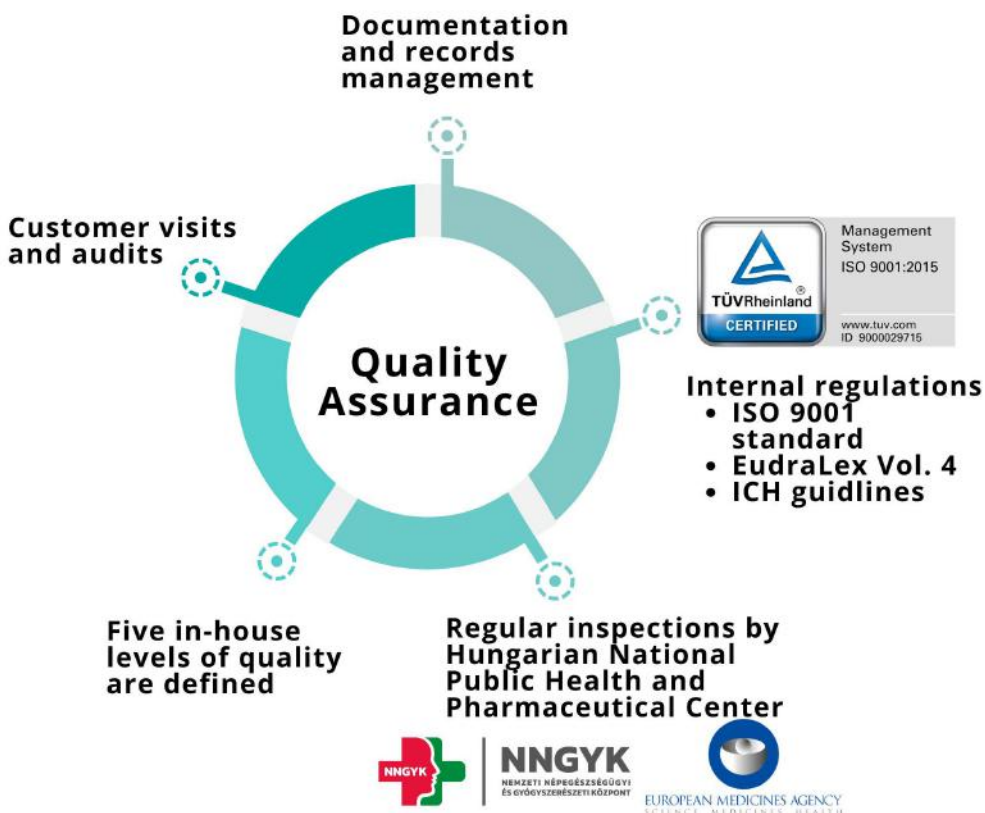 Documentation
and records
management
Customer visits
and audits
Quality
Assurance
TÜVRheinland
®
CERTIFIED
Management
System
ISO 9001:2015
www.tuv.com
ID 9000029715
Internal regulations
• ISO 9001
standard
• EudraLex Vol. 4
• ICH guidlines
Five in-house
levels of quality
are defined
Regular inspections by
Hungarian National
Public Health and
Pharmaceutical Center
NNGYK
NNGYK
NEMZETI NÉPEGÉSZSÉGÜGYI
ÉS GYÓGYSZERÉSZETI KÖZPONT
EUROPEAN MEDICINES AGENCY
SCIENCE MEDICINES HEALTH